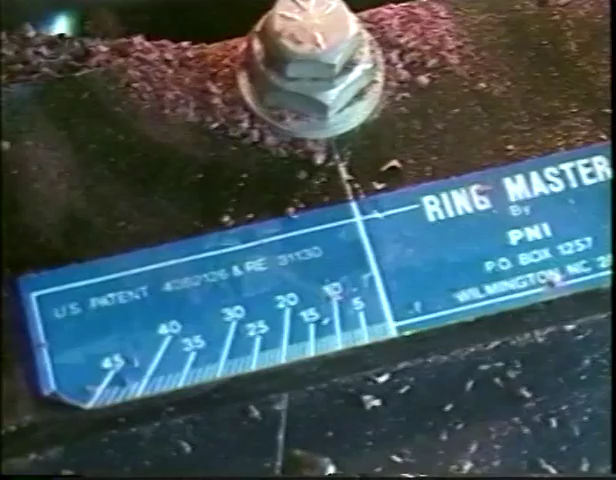 RING MASTER
By
PNI
P.O. BOX 1257
WILMINGTON, NC
U.S. PATENT & RE 31130
45 40 35 30 25 20 15 10 5